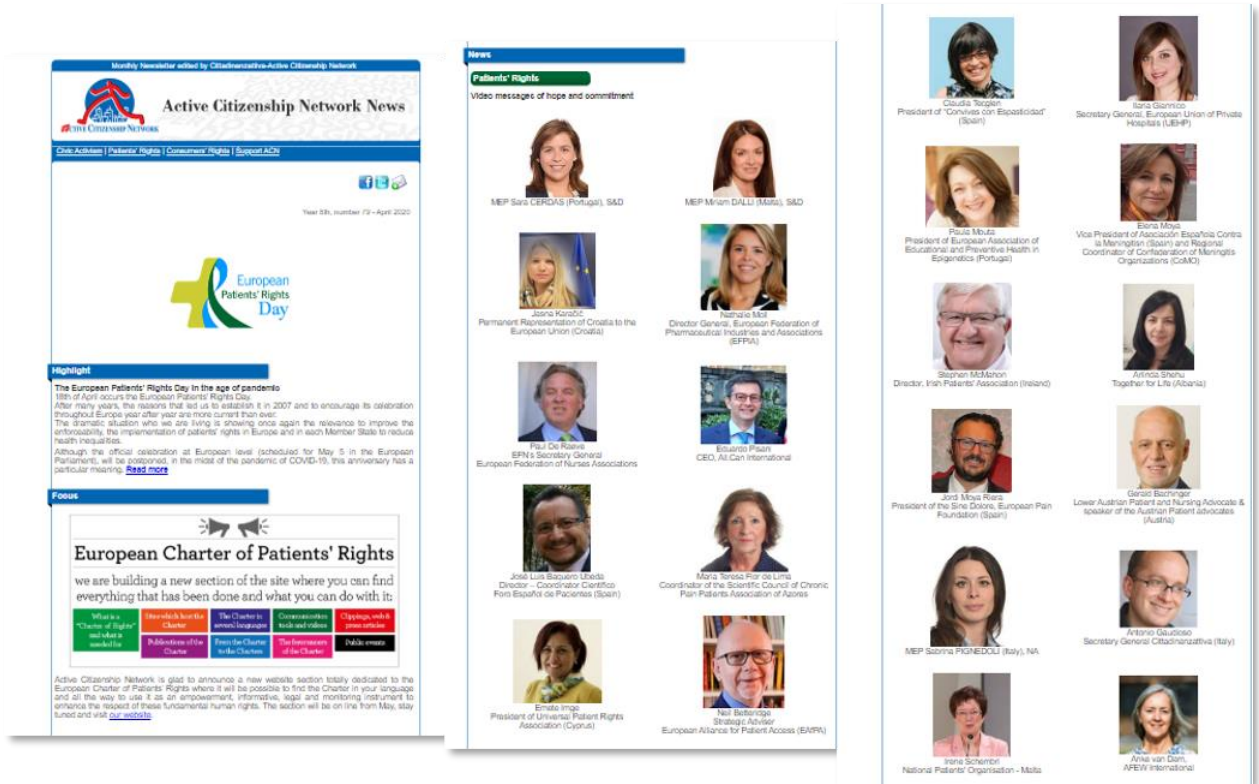 Monthly Newsletter edited by Cittadinanzattiva-Active Citizenship Network
ACTIVE CITIZENSHIP NETWORK
Active Citizenship Network News
Civic Activism | Patients' Rights | Consumers' Rights | Support ACN
Year 8th, number 79 - April 2020
European
Patients' Rights
Day
Highlight
The European Patients' Rights Day in the age of pandemic
18th of April occurs the European Patients' Rights Day.
After many years, the reasons that led us to establish it in 2007 and to encourage its celebration
throughout Europe year after year are more current than ever.
The dramatic situation who we are living is showing once again the relevance to improve the
enforceability, the implementation of patients' rights in Europe and in each Member State to reduce
health inequalities.
Although the official celebration at European level (scheduled for May 5 in the European
Parliament), will be postponed, in the midst of the pandemic of COVID-19, this anniversary has a
particular meaning. Read more
Focus
European Charter of Patients' Rights
we are building a new section of the site where you can find
everything that has been done and what you can do with it:
What is a
"Charter of Rights"
and what is
needed for
Sites which host the
Charter
The Charter in
several languages
Communication
tools and videos
Clippings, web &
press articles
Publications of the
Charter
From the Charter
to the Charters
The forerunners
of the Charter
Public events
Active Citizenship Network is glad to announce a new website section totally dedicated to the
European Charter of Patients' Rights where it will be possible to find the Charter in your language
and all the way to use it as an empowerment, informative, legal and monitoring instrument to
enhance the respect of these fundamental human rights. The section will be on line from May, stay
tuned and visit our website.
News
Patients' Rights
Video messages of hope and commitment
MEP Sara CERDAS (Portugal), S&D
MEP Miriam DALLI (Malta), S&D
Jasna Karačić
Permanent Representation of Croatia to the
European Union (Croatia)
Nathalie Moll
Director General, European Federation of
Pharmaceutical Industries and Associations
(EFPIA)
Paul De Raeve
EFN's Secretary General
European Federation of Nurses Associations
Eduardo Pisani
CEO, All.Can International
José Luis Baquero Úbeda
Director – Coordinator Científico
Foro Español de Pacientes (Spain)
Maria Teresa Flor de Lima
Coordinator of the Scientific Council of Chronic
Pain Patients Association of Azores
Emete Imge
President of Universal Patient Rights
Association (Cyprus)
Neil Betteridge
Strategic Adviser
European Alliance for Patient Access (EAfPA)
Claudia Tecglen
President of "Convives con Espasticidad"
(Spain)
Ilaria Giannico
Secretary General, European Union of Private
Hospitals (UEHP)
Paula Mouta
President of European Association of
Educational and Preventive Health in
Epigenetics (Portugal)
Elena Moya
Vice President of Asociación Española Contra
la Meningitisn (Spain) and Regional
Coordinator of Confederation of Meningitis
Organizations (CoMO)
Stephen McMahon
Director, Irish Patients' Association (Ireland)
Arlinda Shehu
Together for Life (Albania)
Jordi Moya Riera
President of the Sine Dolore, European Pain
Foundation (Spain)
Gerald Bachinger
Lower Austrian Patient and Nursing Advocate &
speaker of the Austrian Patient advocates
(Austria)
MEP Sabrina PIGNEDOLI (Italy), NA
Antonio Gaudioso
Secretary General Cittadinanzattiva (Italy)
Irene Schembri
National Patients' Organisation - Malta
Anke van Dam,
AFEW International